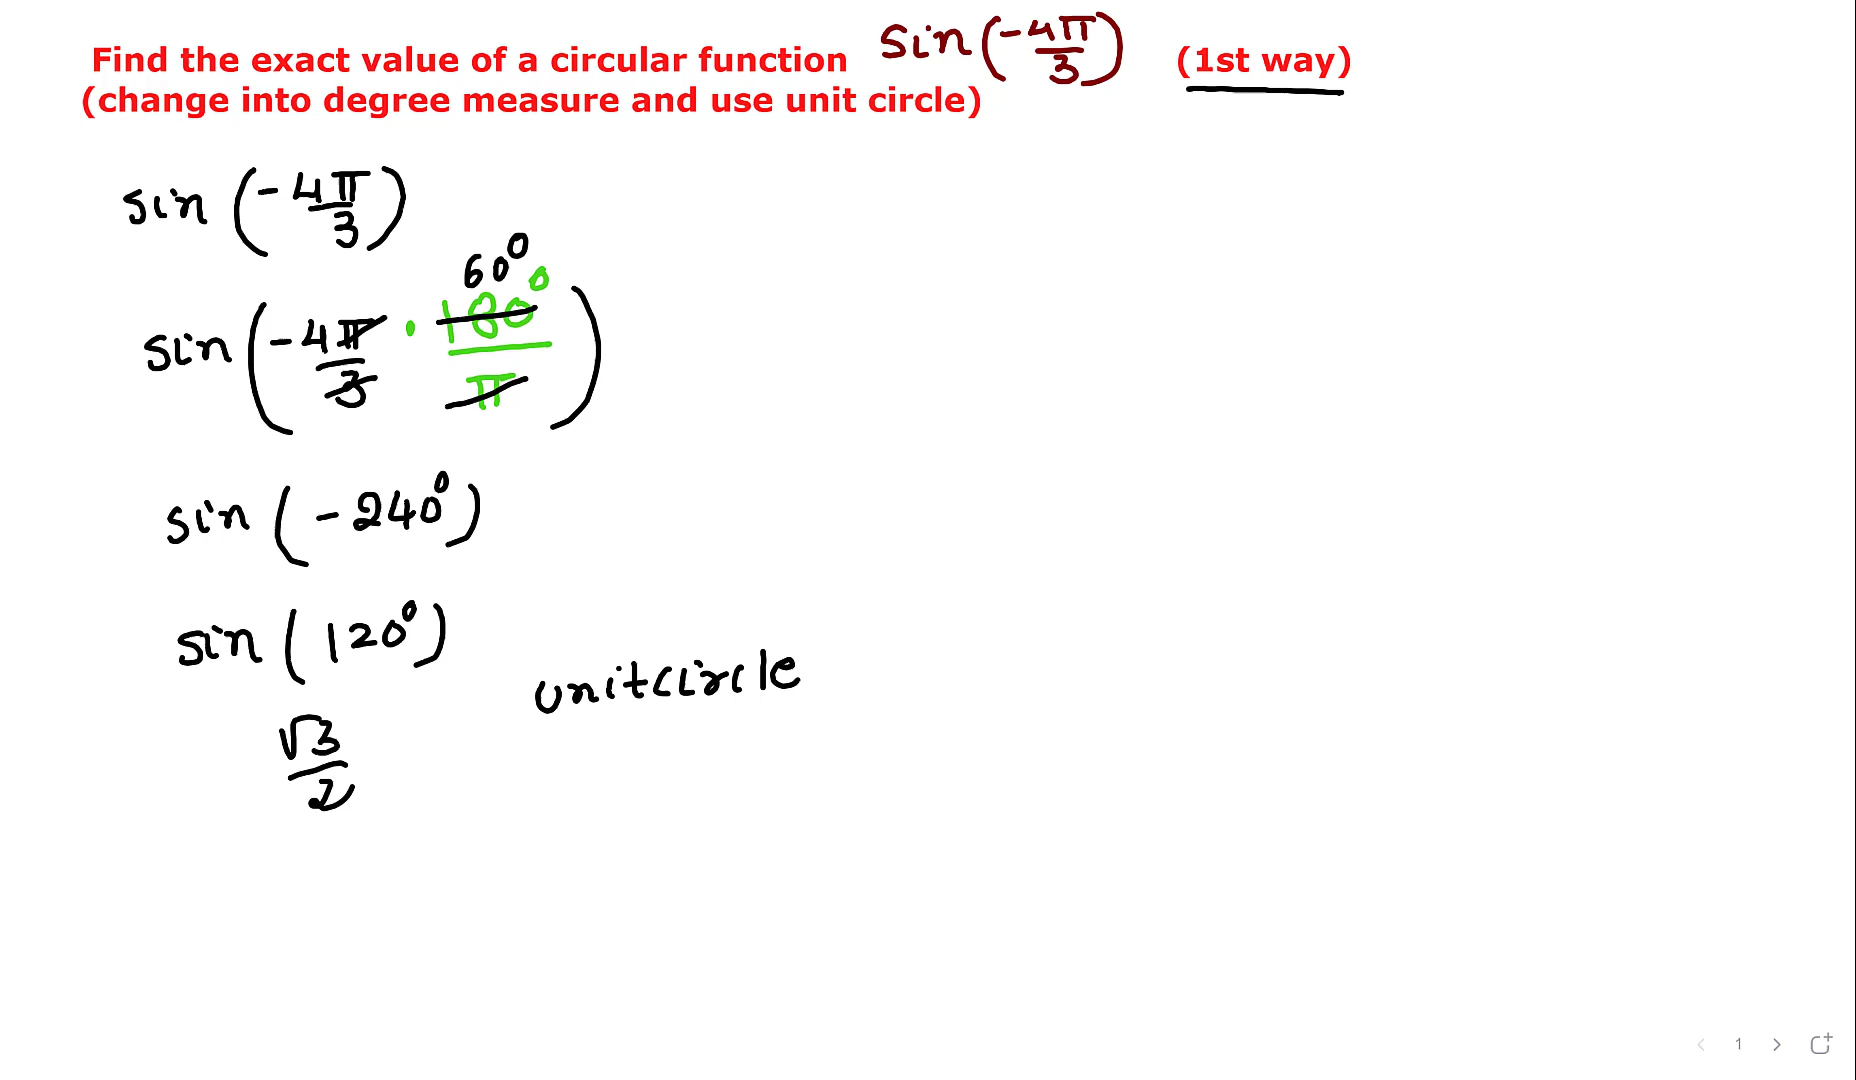 Find the exact value of a circular function sin(-4π/3) (1st way)
(change into degree measure and use unit circle)
sin(-4π/3)
60°
sin(-4π/3 · 180°/π)
sin(-240°)
sin(120°)
unitcircle
√3/2
1